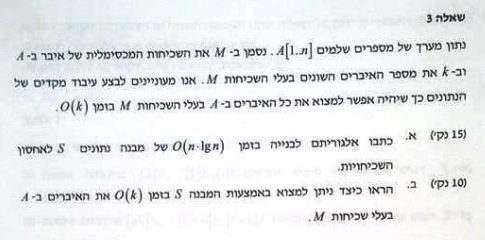 שאלה 3
נתון מערך של מספרים שלמים A[1..n]. נסמן ב- M את השכיחות המכסימלית של איבר ב- A
וב- k את מספר האיברים השונים בעלי השכיחות M. אנו מעוניינים לבצע עיבוד מקדים של
הנתונים כך שיהיה אפשר למצוא את כל האיברים ב- A בעלי השכיחות M בזמן O(k).
(15 נק') א. כתבו אלגוריתם לבנייה בזמן O(n·lgn) של מבנה נתונים S לאחסון
השכיחויות.
(10 נק') ב. הראו כיצד ניתן למצוא באמצעות המבנה S בזמן O(k) את האיברים ב- A
בעלי שכיחות M.